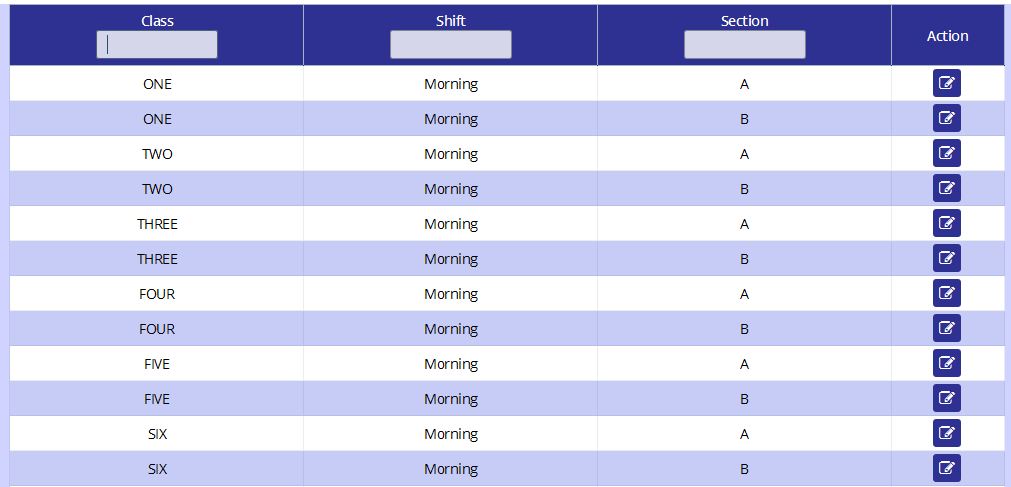 Class Shift Section Action
ONE Morning A
ONE Morning B
TWO Morning A
TWO Morning B
THREE Morning A
THREE Morning B
FOUR Morning A
FOUR Morning B
FIVE Morning A
FIVE Morning B
SIX Morning A
SIX Morning B